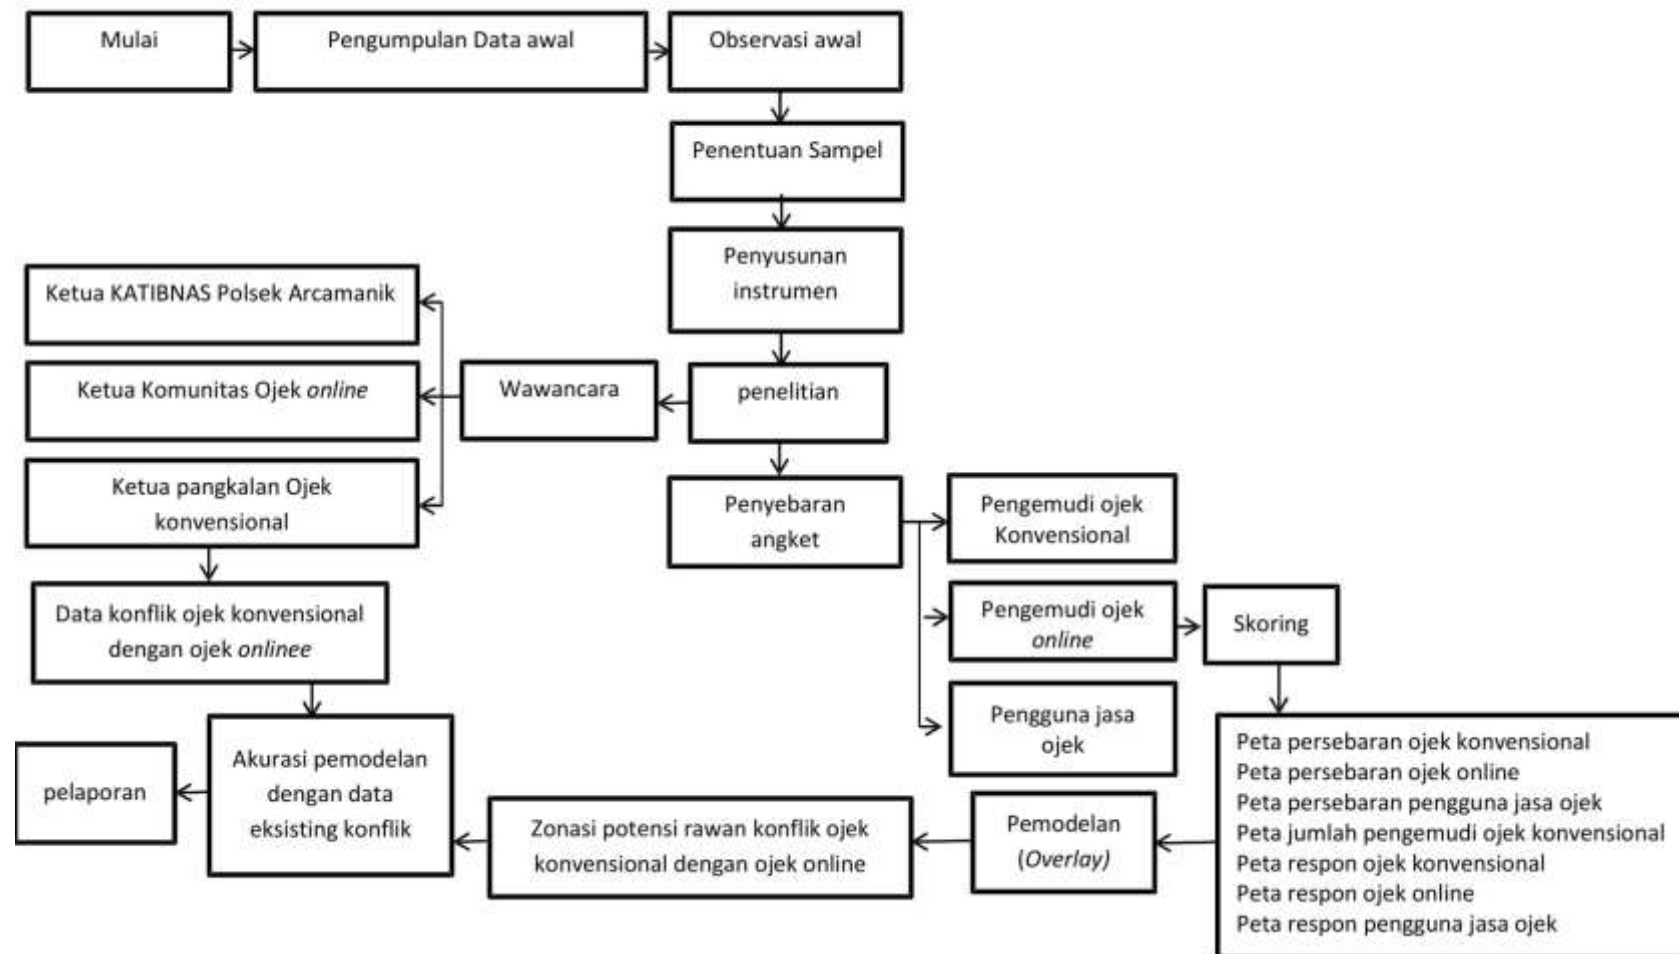 Mulai
Pengumpulan Data awal
Observasi awal
Penentuan Sampel
Penyusunan
instrumen
penelitian
Wawancara
Ketua KATIBNAS Polsek Arcamanik
Ketua Komunitas Ojek online
Ketua pangkalan Ojek
konvensional
Data konflik ojek konvensional
dengan ojek onlinee
Penyebaran
angket
Pengemudi ojek
Konvensional
Pengemudi ojek
online
Pengguna jasa
ojek
Skoring
Peta persebaran ojek konvensional
Peta persebaran ojek online
Peta persebaran pengguna jasa ojek
Peta jumlah pengemudi ojek konvensional
Peta respon ojek konvensional
Peta respon ojek online
Peta respon pengguna jasa ojek
Pemodelan
(Overlay)
Zonasi potensi rawan konflik ojek
konvensional dengan ojek online
Akurasi pemodelan
dengan data
eksisting konflik
pelaporan